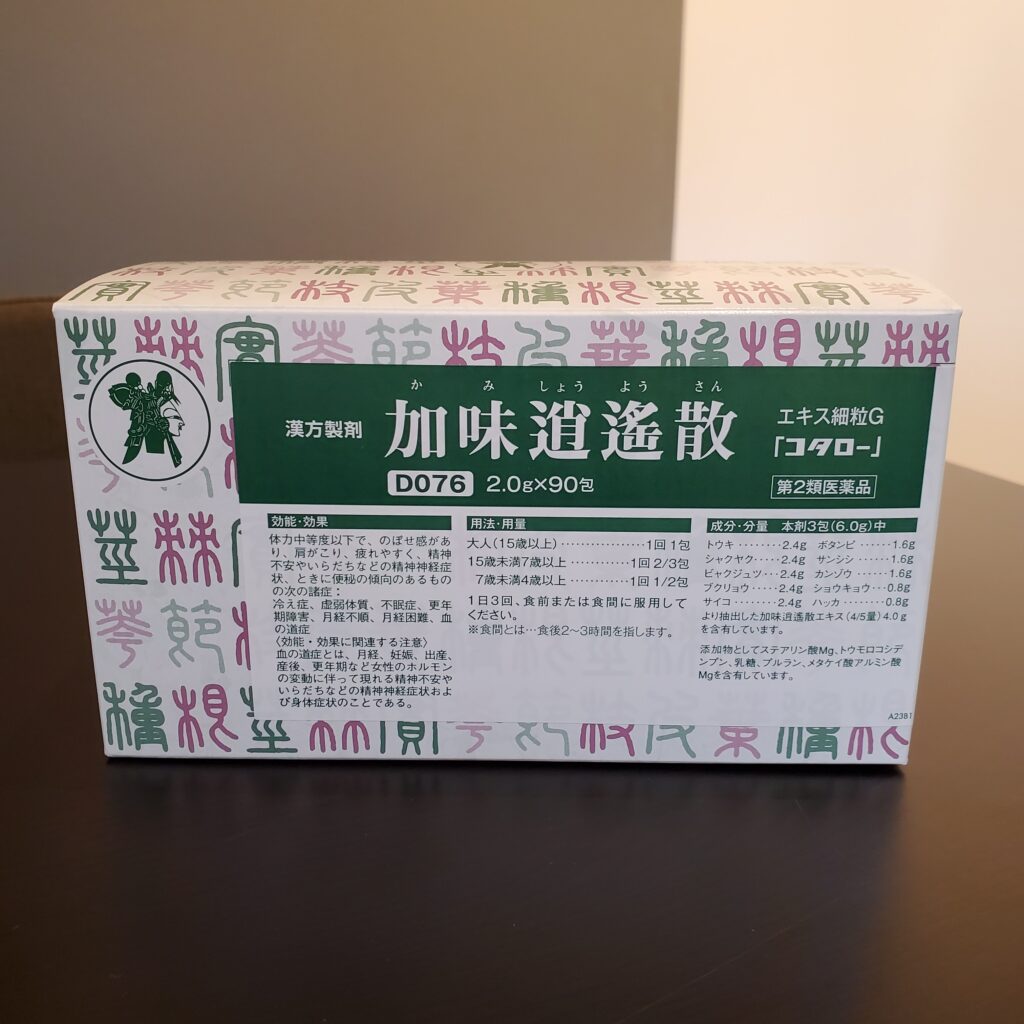 かみしょうようさん
漢方製剤
加味逍遙散
エキス細粒G
「コタロー」
D076 2.0g×90包
第2類医薬品
効能・効果
体力中等度以下で、のぼせ感があ
り、肩がこり、疲れやすく、精神
不安やいらだちなどの精神神経症
状、ときに便秘の傾向のあるもの
の次の諸症：
冷え症、虚弱体質、不眠症、更年
期障害、月経不順、月経困難、血
の道症
〈効能・効果に関連する注意〉
血の道症とは、月経、妊娠、出産、
産後、更年期など女性のホルモン
の変動に伴って現れる精神不安や
いらだちなどの精神神経症状およ
び身体症状のことである。
用法・用量
大人(15歳以上)………………1回 1包
15歳未満7歳以上…………1回 2/3包
7歳未満4歳以上…………1回 1/2包
1日3回、食前または食間に服用して
ください。
※食間とは…食後2〜3時間を指します。
成分・分量 本剤3包(6.0g)中
トウキ………2.4g ボタンピ……1.6g
シャクヤク…2.4g サンシシ……1.6g
ビャクジュツ…2.4g カンゾウ……1.6g
ブクリョウ……2.4g ショウキョウ…0.8g
サイコ………2.4g ハッカ………0.8g
より抽出した加味逍遙散エキス(4/5量)4.0g
を含有しています。
添加物としてステアリン酸Mg、トウモロコシデ
ンプン、乳糖、プルラン、メタケイ酸アルミン酸
Mgを含有しています。
A2381